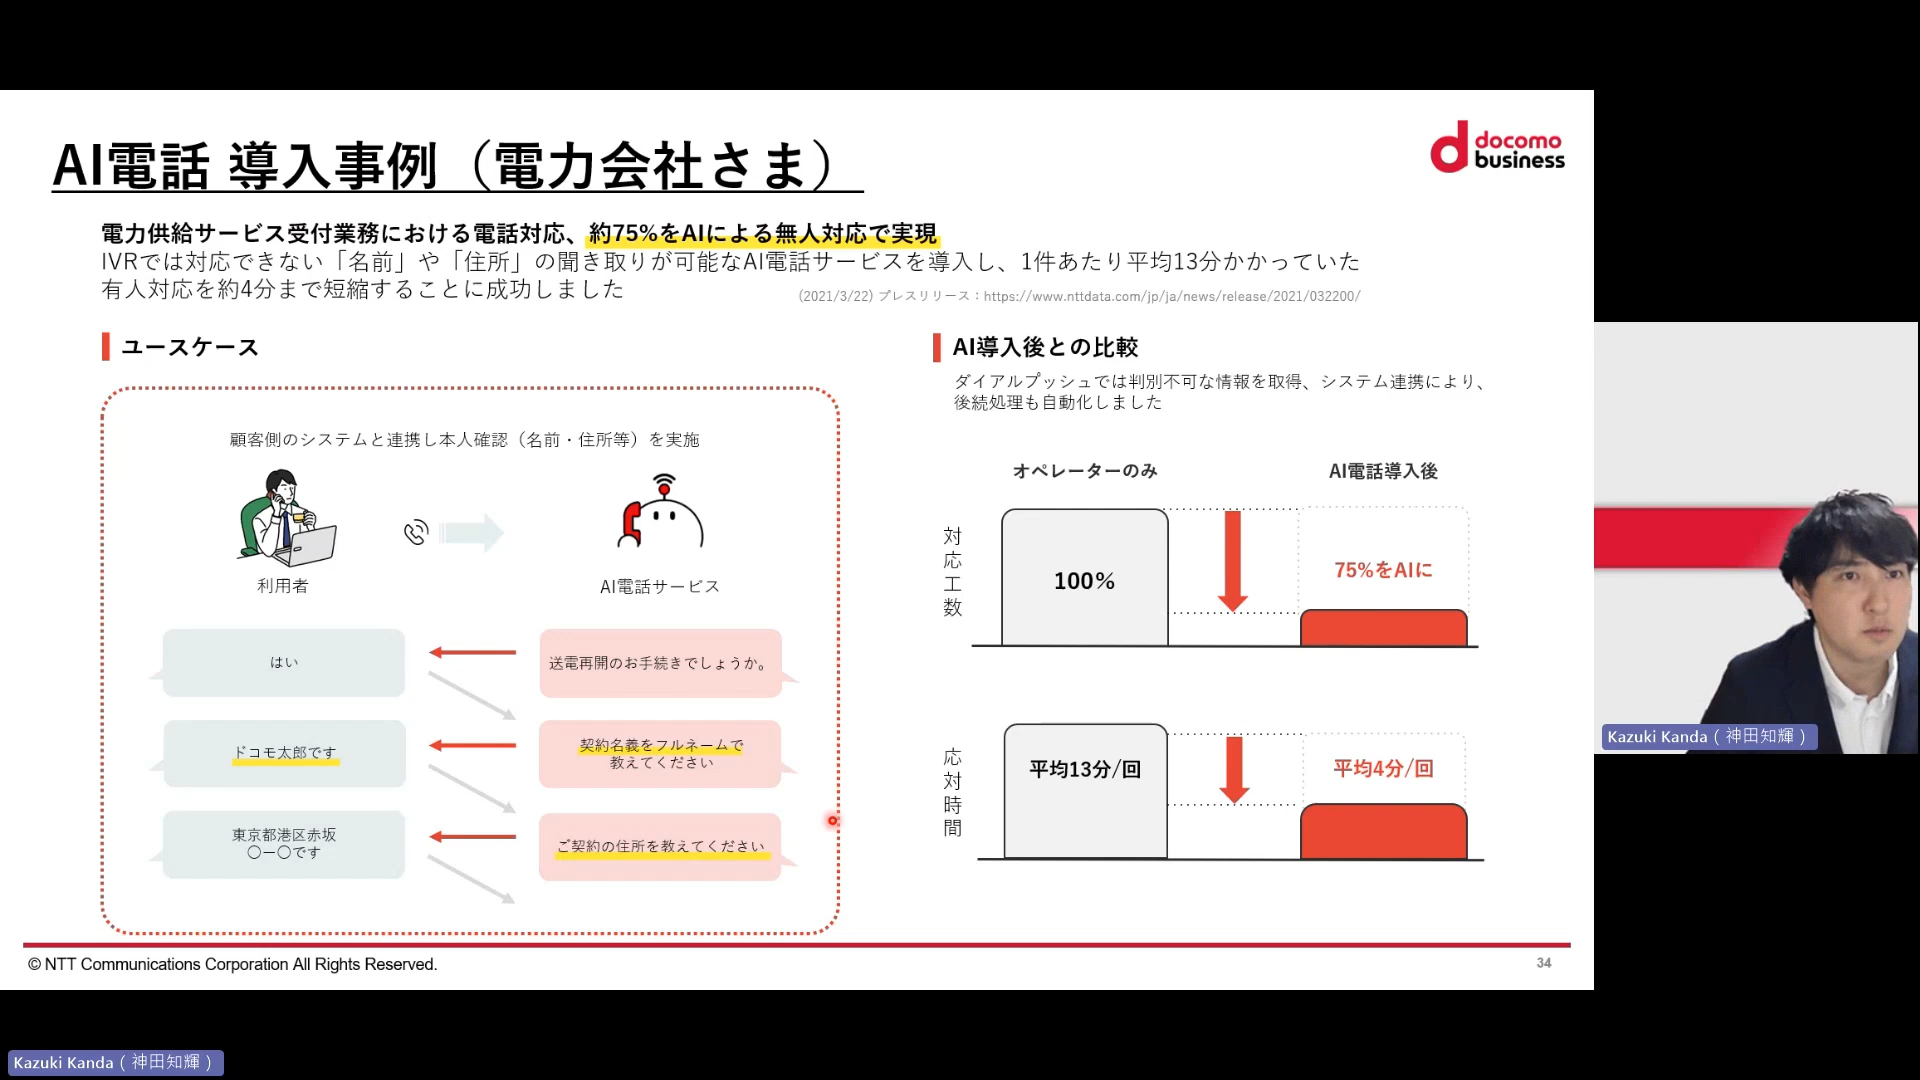 AI電話 導入事例（電力会社さま）
docomo
business
電力供給サービス受付業務における電話対応、約75%をAIによる無人対応で実現
IVRでは対応できない「名前」や「住所」の聞き取りが可能なAI電話サービスを導入し、1件あたり平均13分かかっていた
有人対応を約4分まで短縮することに成功しました
(2021/3/22) プレスリリース：https://www.nttdata.com/jp/ja/news/release/2021/032200/
ユースケース
顧客側のシステムと連携し本人確認（名前・住所等）を実施
利用者
AI電話サービス
送電再開のお手続きでしょうか。
はい
契約名義をフルネームで
教えてください
ドコモ太郎です
ご契約の住所を教えてください
東京都港区赤坂
〇ー〇です
AI導入後との比較
ダイアルプッシュでは判別不可な情報を取得、システム連携により、
後続処理も自動化しました
オペレーターのみ
AI電話導入後
対応工数
100%
75%をAIに
応対時間
平均13分/回
平均4分/回
© NTT Communications Corporation All Rights Reserved.
34
Kazuki Kanda ( 神田知輝 )
Kazuki Kanda ( 神田知輝 )